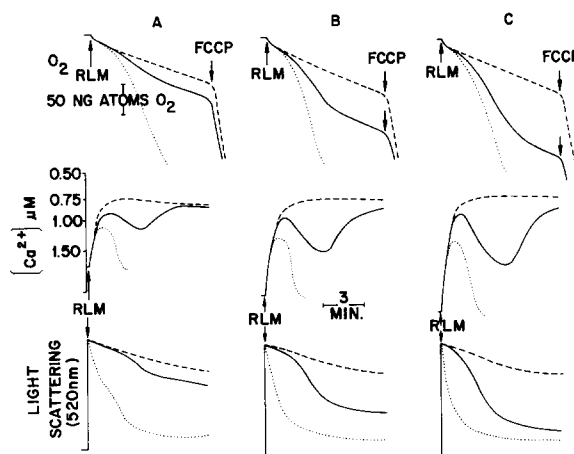 A B C
FCCP
FCCP
FCCI
O2
RLM
RLM
RLM
50 NG ATOMS O2
0.50
0.75
1.00
1.50
[Ca2+] μM
3
MIN.
RLM
RLM
RLM
LIGHT
SCATTERING
(520nm)